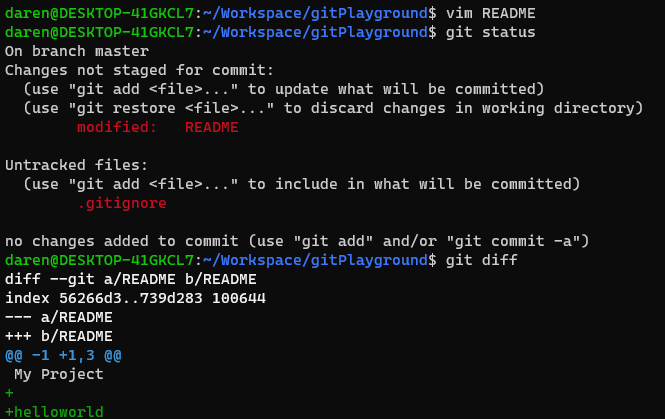 daren@DESKTOP-41GKCL7:~/Workspace/gitPlayground$ vim README
daren@DESKTOP-41GKCL7:~/Workspace/gitPlayground$ git status
On branch master
Changes not staged for commit:
  (use "git add <file>..." to update what will be committed)
  (use "git restore <file>..." to discard changes in working directory)
        modified:   README

Untracked files:
  (use "git add <file>..." to include in what will be committed)
        .gitignore

no changes added to commit (use "git add" and/or "git commit -a")
daren@DESKTOP-41GKCL7:~/Workspace/gitPlayground$ git diff
diff --git a/README b/README
index 56266d3..739d283 100644
--- a/README
+++ b/README
@@ -1 +1,3 @@
 My Project
+
+helloworld